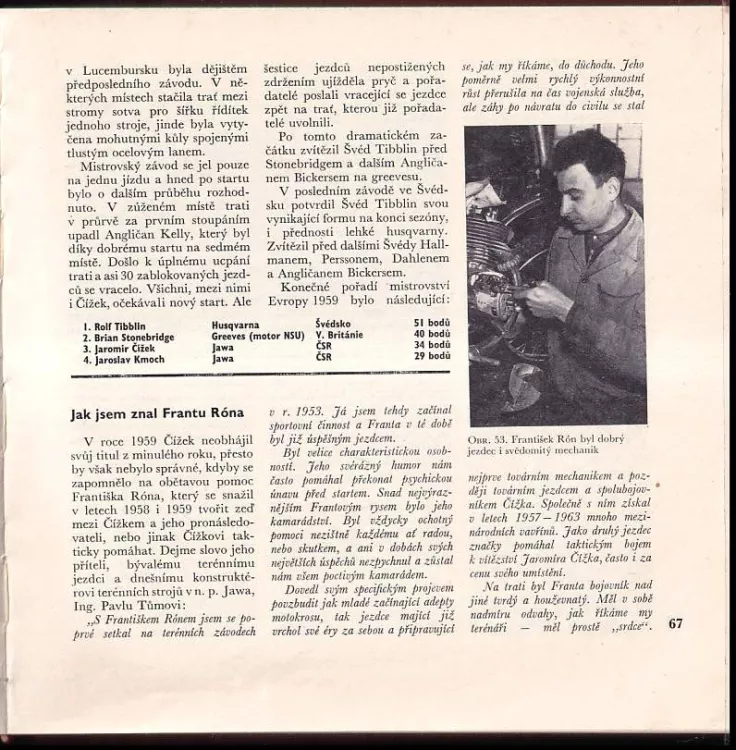 v Lucembursku byla dějištěm
předposledního závodu. V ně-
kterých místech stačila trať mezi
stromy sotva pro šířku řídítek
jednoho stroje, jinde byla vyty-
čena mohutnými kůly spojenými
tlustým ocelovým lanem.
Mistrovský závod se jel pouze
na jednu jízdu a hned po startu
bylo o dalším průběhu rozhod-
nuto. V zúženém místě trati
v průrvě za prvním stoupáním
upadl Angličan Kelly, který byl
díky dobrému startu na sedmém
místě. Došlo k úplnému ucpání
trati a asi 30 zablokovaných jezd-
ců se vracelo. Všichni, mezi nimi
i Čížek, očekávali nový start. Ale
šestice jezdců nepostižených
zdržením ujížděla pryč a pořa-
datelé poslali vracející se jezdce
zpět na trať, kterou již pořada-
telé uvolnili.
Po tomto dramatickém za-
čátku zvítězil Švéd Tibblin před
Stonebridgem a dalším Angliča-
nem Bickersem na greevesu.
V posledním závodě ve Švéd-
sku potvrdil Švéd Tibblin svou
vynikající formu na konci sezóny,
i přednosti lehké husqvarny.
Zvítězil před dalšími Švédy Hall-
manem, Perssonem, Dahlenem
a Angličanem Bickersem.
Konečné pořadí mistrovství
Evropy 1959 bylo následující:
1. Rolf Tibblin Husqvarna Švédsko 51 bodů
2. Brian Stonebridge Greeves (motor NSU) V. Británie 40 bodů
3. Jaromír Čížek Jawa ČSR 34 bodů
4. Jaroslav Kmoch Jawa ČSR 29 bodů
Jak jsem znal Frantu Róna
V roce 1959 Čížek neobhájil
svůj titul z minulého roku, přesto
by však nebylo správné, kdyby se
zapomnělo na obětavou pomoc
Františka Róna, který se snažil
v letech 1958 i 1959 tvořit zeď
mezi Čížkem a jeho pronásledo-
vateli, nebo jinak Čížkovi tak-
ticky pomáhat. Dejme slovo jeho
příteli, bývalému terénnímu
jezdci a dnešnímu konstrukté-
rovi terénních strojů v n. p. Jawa,
Ing. Pavlu Tůmovi:
„S Františkem Rónem jsem se po-
prvé setkal na terénních závodech
v r. 1953. Já jsem tehdy začínal
sportovní činnost a Franta v té době
byl již úspěšným jezdcem.
Byl velice charakteristickou osob-
ností. Jeho svérázný humor nám
často pomáhal překonat psychickou
únavu před startem. Snad nejvýraz-
nějším Frantovým rysem bylo jeho
kamarádství. Byl vždycky ochotný
pomoci nezištně každému ať radou,
nebo skutkem, a ani v dobách svých
největších úspěchů nezpychnul a zůstal
nám všem poctivým kamarádem.
Dovedl svým specifickým projevem
povzbudit jak mladé začínající adepty
motokrosu, tak jezdce mající již
vrchol své éry za sebou a připravující
se, jak my říkáme, do důchodu. Jeho
poměrně velmi rychlý výkonnostní
růst přerušila na čas vojenská služba,
ale záhy po návratu do civilu se stal
OBR. 53. František Rón byl dobrý
jezdec i svědomitý mechanik
nejprve továrním mechanikem a poz-
ději továrním jezdcem a spolubojov-
níkem Čížka. Společně s ním získal
v letech 1957–1963 mnoho mezi-
národních vavřínů. Jako druhý jezdec
značky pomáhal taktickým bojem
k vítězství Jaromíra Čížka, často i za
cenu svého umístění.
Na trati byl Franta bojovník nad
jiné tvrdý a houževnatý. Měl v sobě
nadmíru odvahy, jak říkáme my
terénáři — měl prostě „srdce“.
67